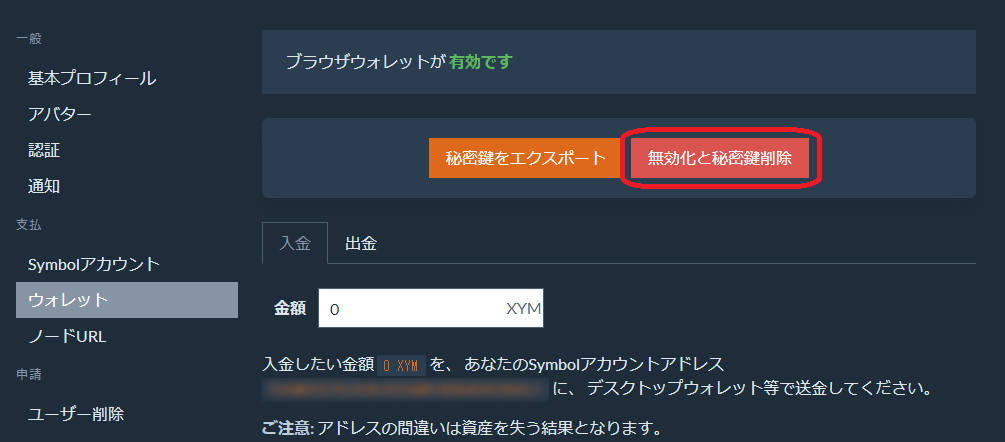 一般
基本プロフィール
アバター
認証
通知
支払
Symbolアカウント
ウォレット
ノードURL
申請
ユーザー削除
ブラウザウォレットが 有効です
秘密鍵をエクスポート 無効化と秘密鍵削除
入金 出金
金額 0 XYM
入金したい金額 0 XYM を、あなたのSymbolアカウントアドレス
に、デスクトップウォレット等で送金してください。
ご注意: アドレスの間違いは資産を失う結果となります。